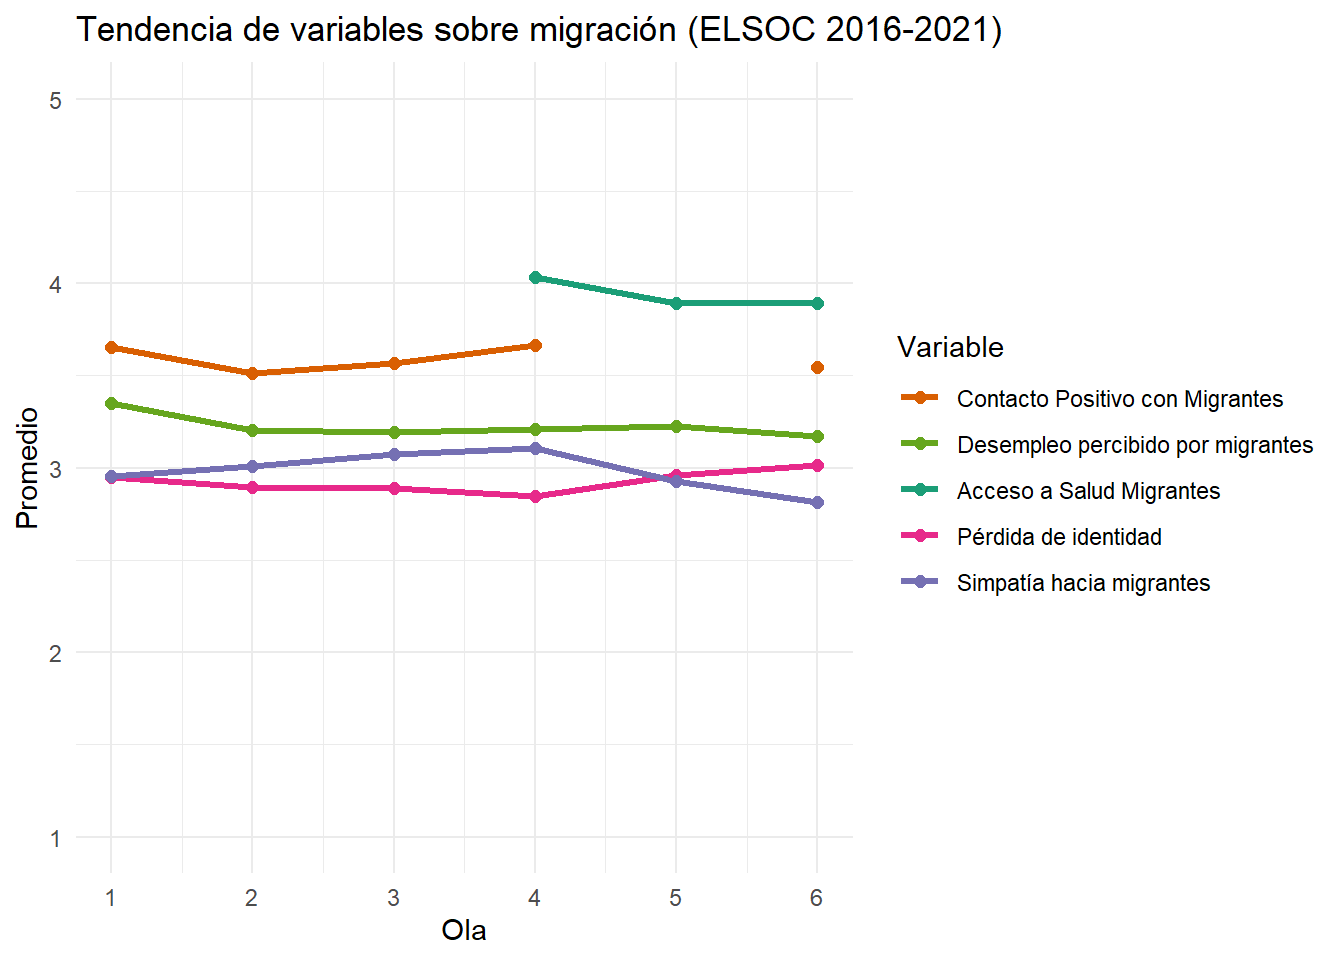 Tendencia de variables sobre migración (ELSOC 2016-2021)
5
4
3
2
1
Promedio
1 2 3 4 5 6
Ola
Variable
Contacto Positivo con Migrantes
Desempleo percibido por migrantes
Acceso a Salud Migrantes
Pérdida de identidad
Simpatía hacia migrantes